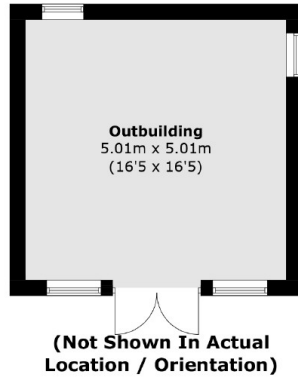 Outbuilding
5.01m x 5.01m
(16'5 x 16'5)
(Not Shown In Actual
Location / Orientation)